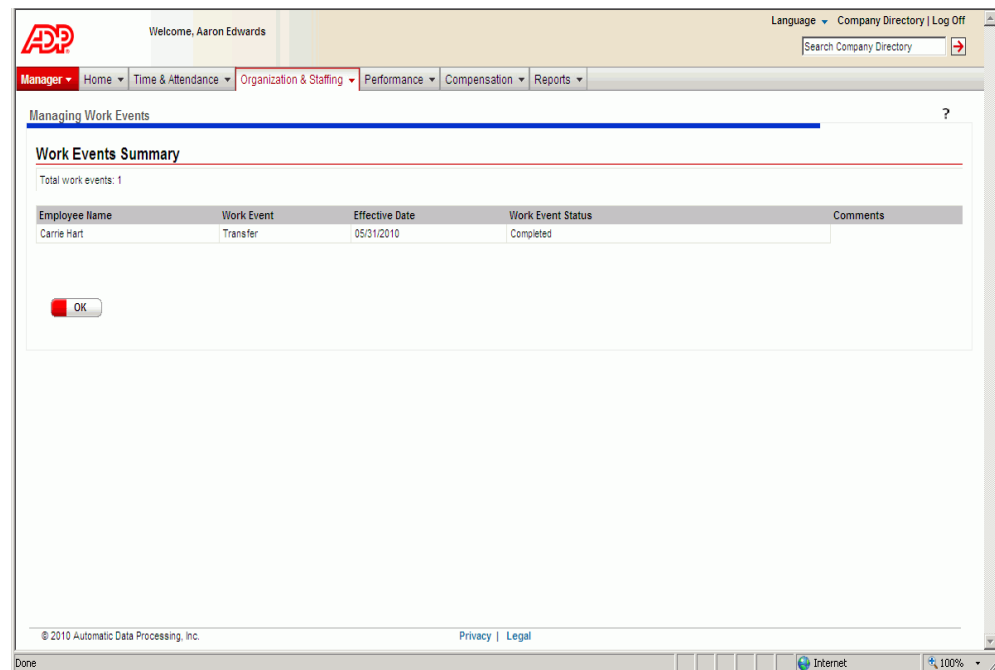 Language Company Directory | Log Off
ADP
Welcome, Aaron Edwards
Search Company Directory
Manager Home Time & Attendance Organization & Staffing Performance Compensation Reports
Managing Work Events ?
Work Events Summary
Total work events: 1
Employee Name Work Event Effective Date Work Event Status Comments
Carrie Hart Transfer 05/31/2010 Completed
OK
© 2010 Automatic Data Processing, Inc. Privacy | Legal
Done Internet 100%